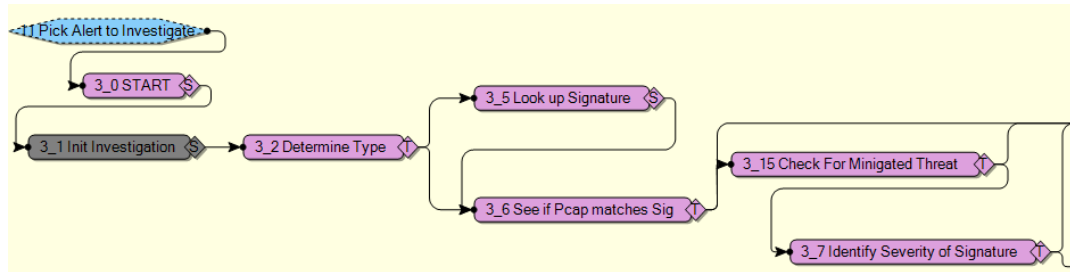 11 Pick Alert to Investigate
3_0 START S
3_5 Look up Signature S
3_1 Init Investigation S
3_2 Determine Type T
3_15 Check For Minigated Threat T
3_6 See if Pcap matches Sig T
3_7 Identify Severity of Signature T